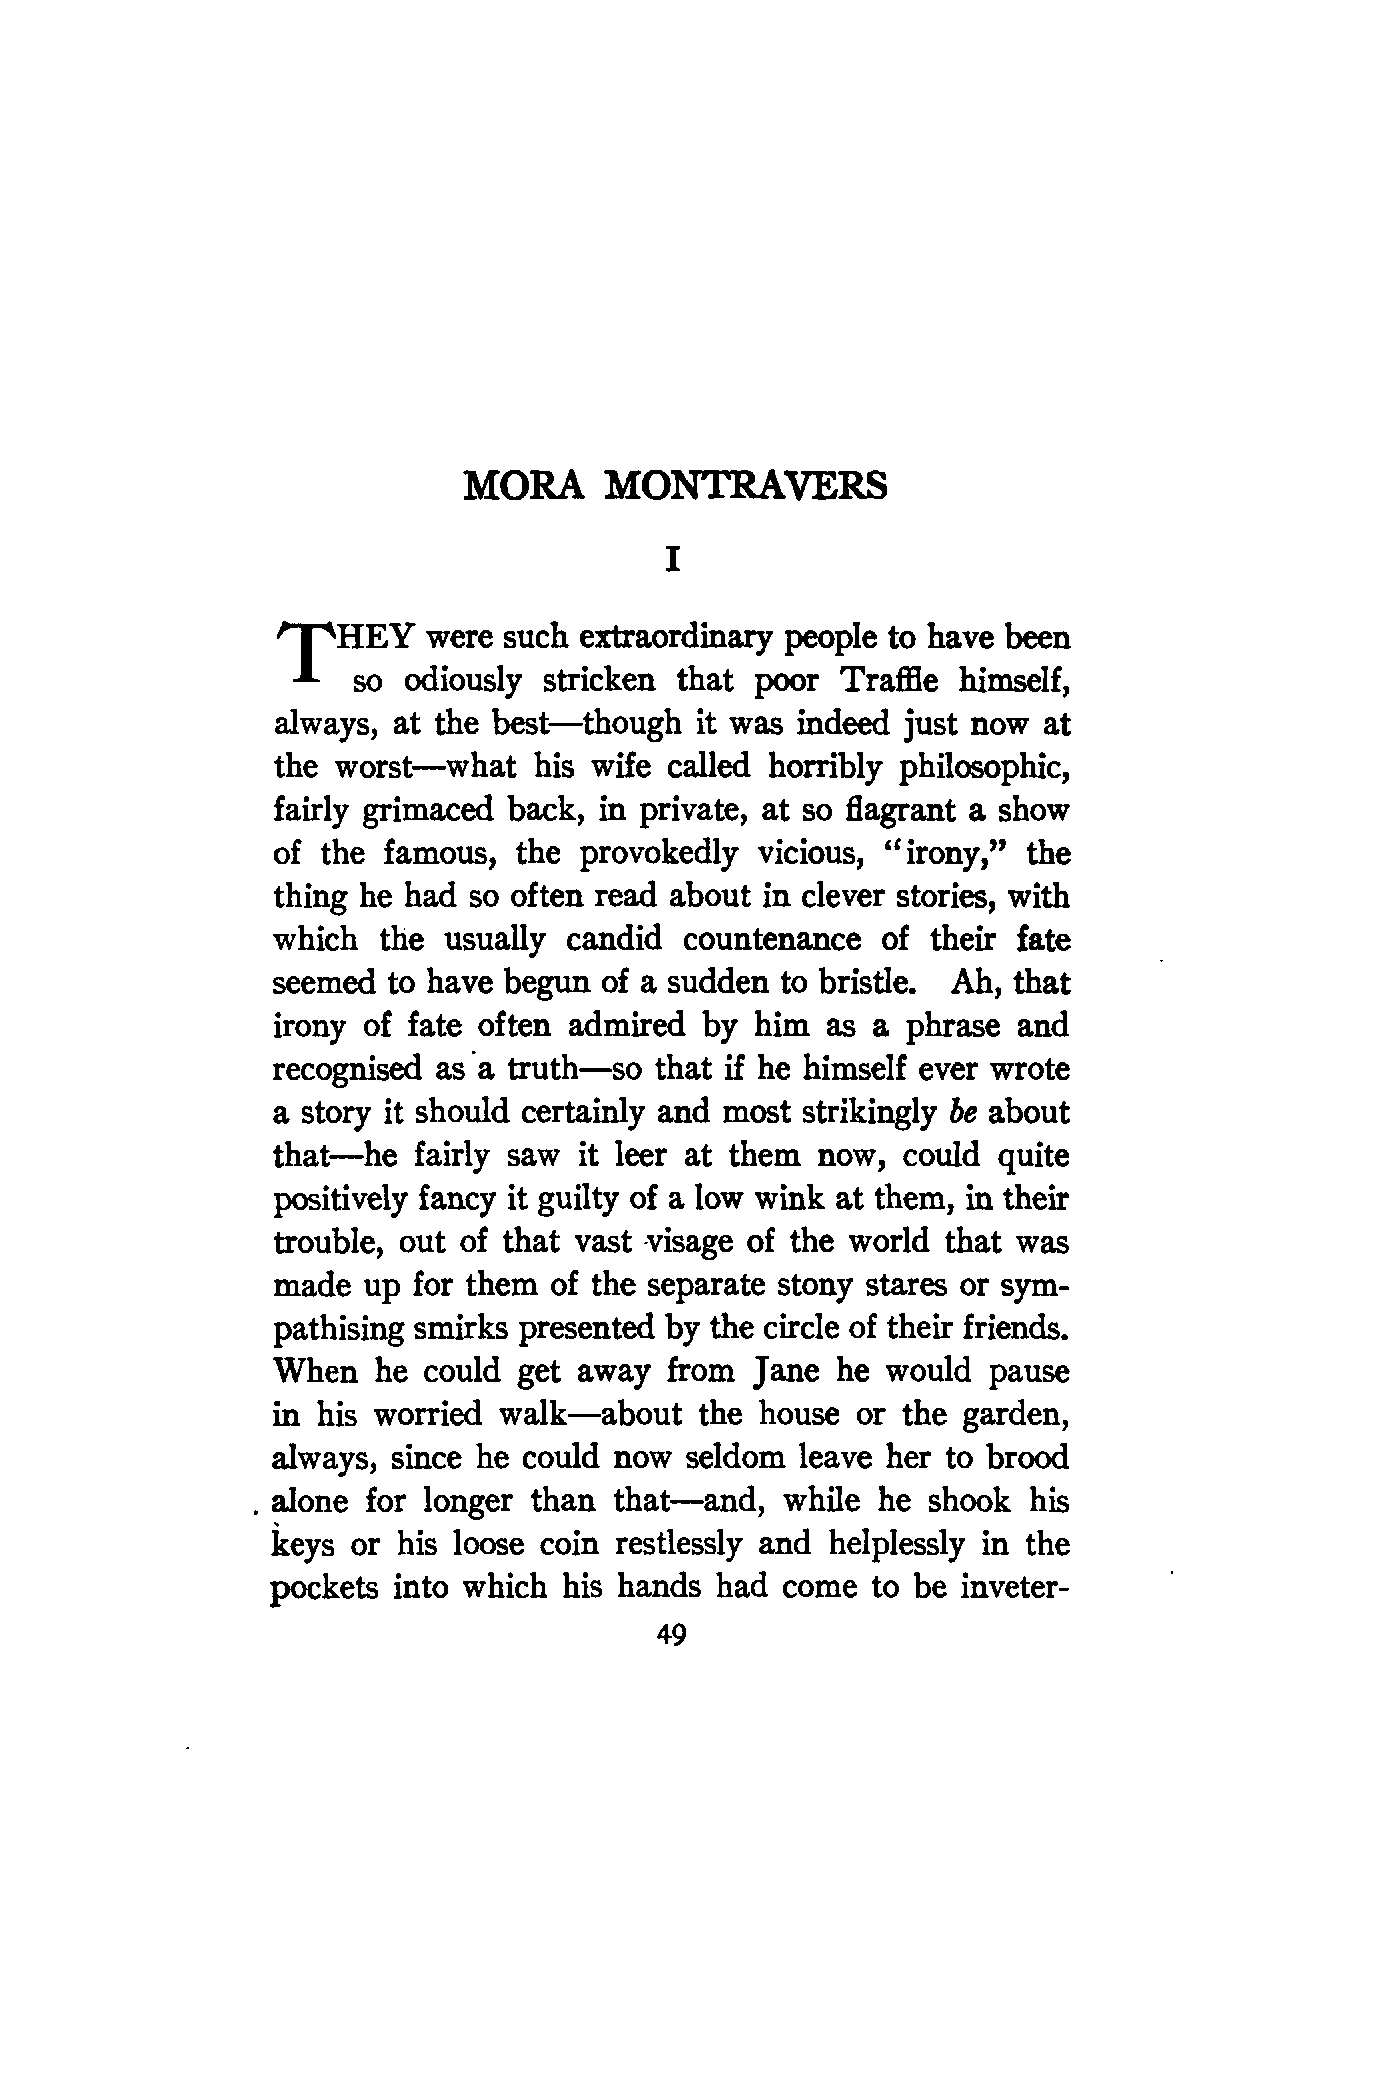 MORA MONTRAVERS
I
THEY were such extraordinary people to have been
so odiously stricken that poor Traffle himself,
always, at the best—though it was indeed just now at
the worst—what his wife called horribly philosophic,
fairly grimaced back, in private, at so flagrant a show
of the famous, the provokedly vicious, “irony,” the
thing he had so often read about in clever stories, with
which the usually candid countenance of their fate
seemed to have begun of a sudden to bristle. Ah, that
irony of fate often admired by him as a phrase and
recognised as a truth—so that if he himself ever wrote
a story it should certainly and most strikingly be about
that—he fairly saw it leer at them now, could quite
positively fancy it guilty of a low wink at them, in their
trouble, out of that vast visage of the world that was
made up for them of the separate stony stares or sym-
pathising smirks presented by the circle of their friends.
When he could get away from Jane he would pause
in his worried walk—about the house or the garden,
always, since he could now seldom leave her to brood
alone for longer than that—and, while he shook his
keys or his loose coin restlessly and helplessly in the
pockets into which his hands had come to be inveter-
49